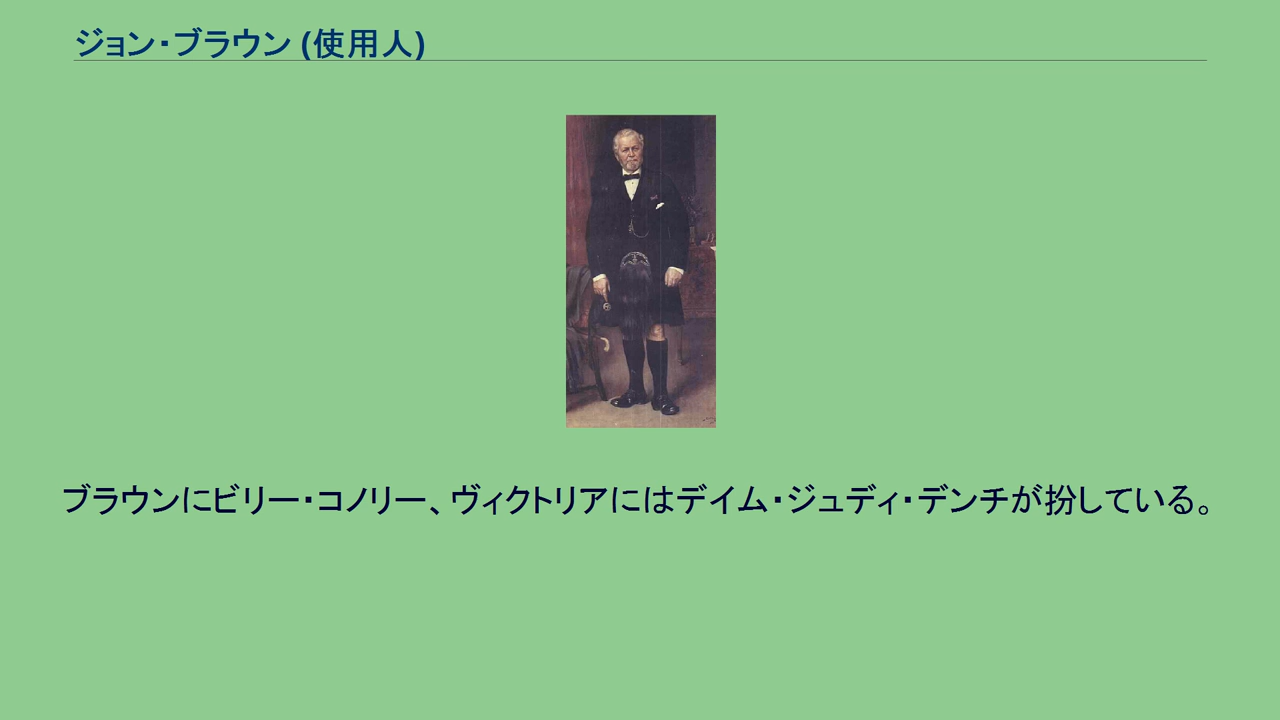 ジョン・ブラウン (使用人)
ブラウンにビリー・コノリー、ヴィクトリアにはデイム・ジュディ・デンチが扮している。